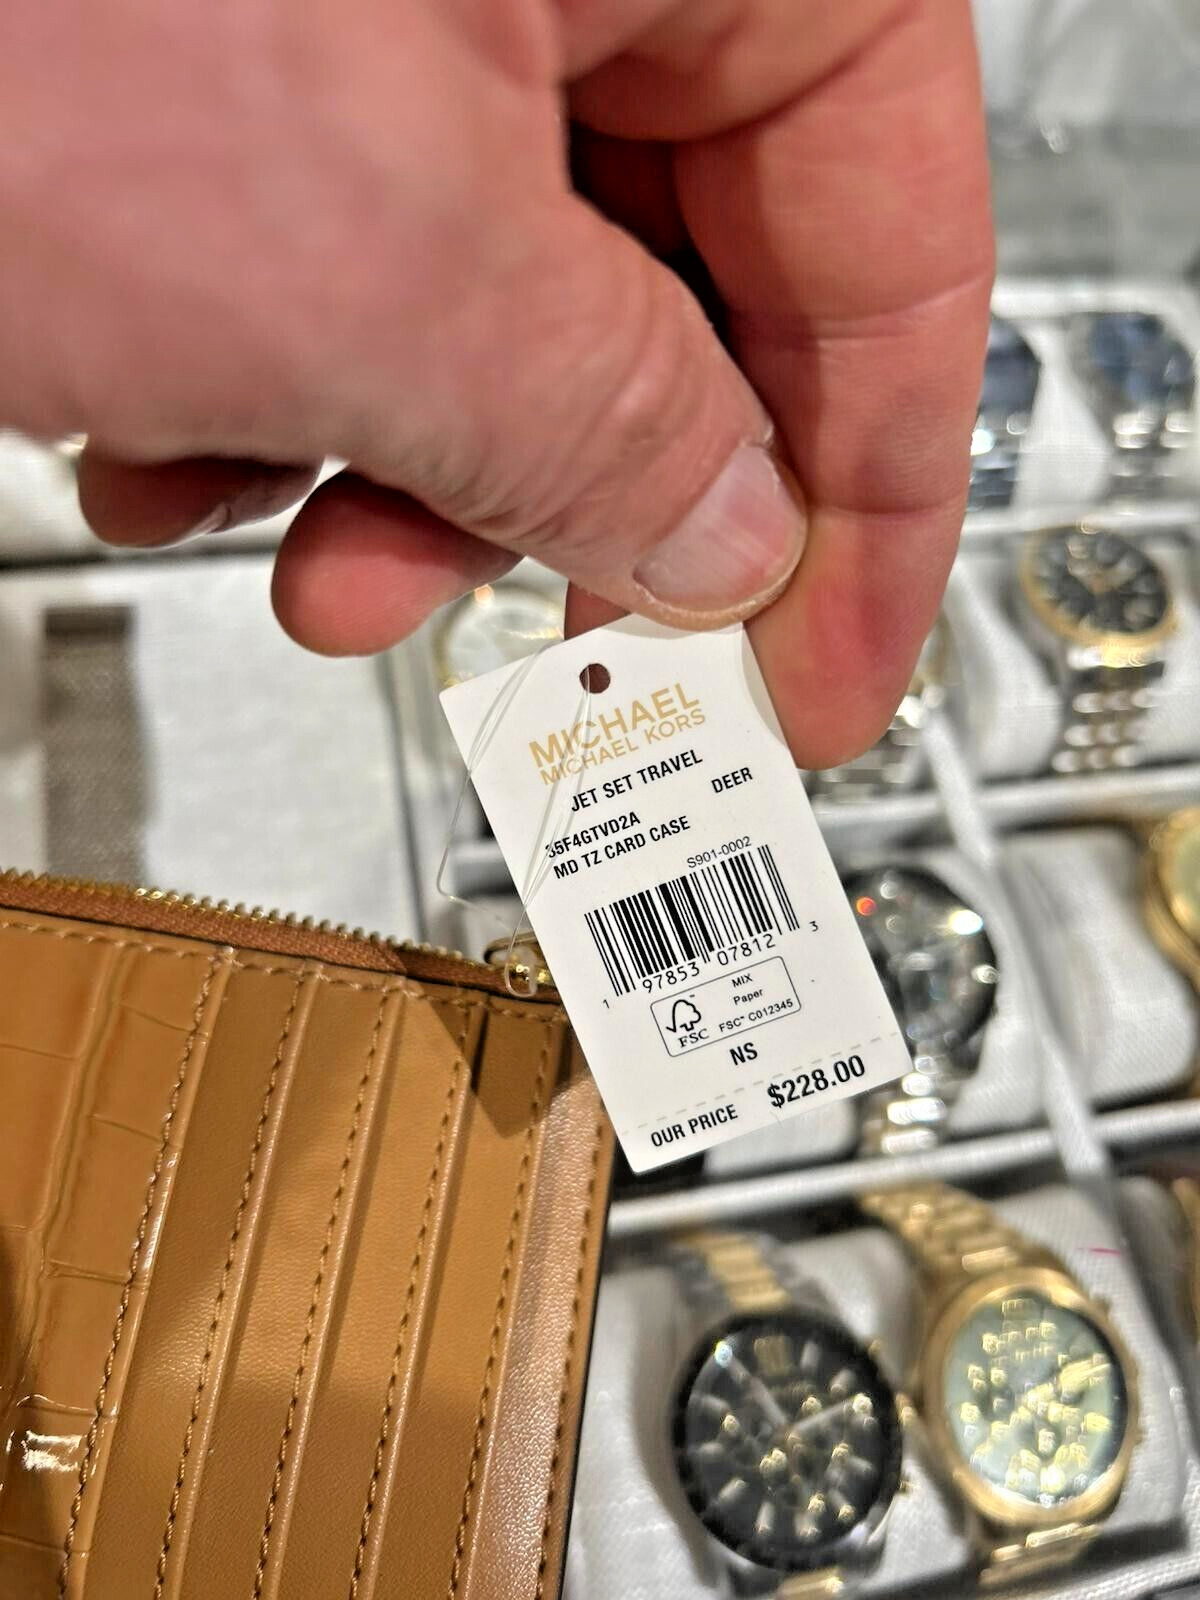 MICHAEL
MICHAEL KORS
JET SET TRAVEL
DEER
35F4GTVD2A
MD TZ CARD CASE
S901-0002
1 97853 07812 3
FSC
MIX
Paper
FSC™ C012345
NS
OUR PRICE $228.00